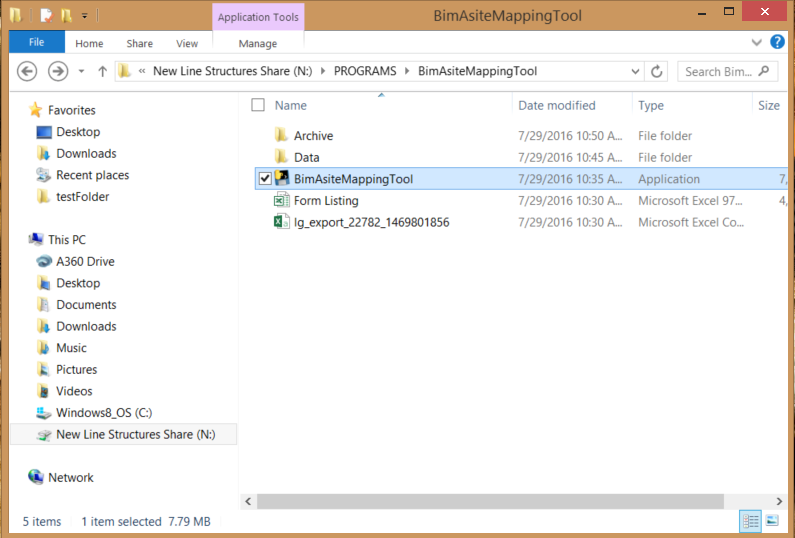 Application Tools
BimAsiteMappingTool
File Home Share View Manage
« New Line Structures Share (N:) PROGRAMS BimAsiteMappingTool
Search Bim...
Name Date modified Type Size
Archive 7/29/2016 10:50 A... File folder
Data 7/29/2016 10:45 A... File folder
BimAsiteMappingTool 7/29/2016 10:35 A... Application 7,
Form Listing 7/29/2016 10:30 A... Microsoft Excel 97... 4,
lg_export_22782_1469801856 7/29/2016 10:30 A... Microsoft Excel Co...
Favorites
Desktop
Downloads
Recent places
testFolder
This PC
A360 Drive
Desktop
Documents
Downloads
Music
Pictures
Videos
Windows8_OS (C:)
New Line Structures Share (N:)
Network
5 items 1 item selected 7.79 MB